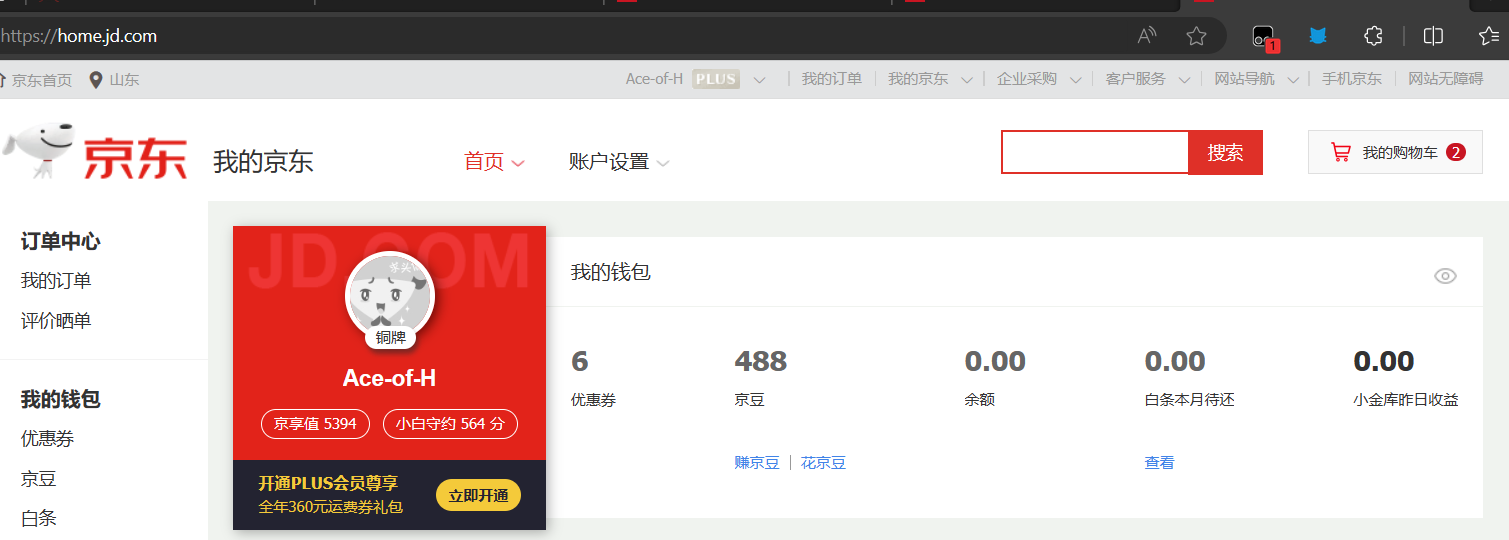 https://home.jd.com
1
京东首页 山东 Ace-of-H PLUS 我的订单 我的京东 企业采购 客户服务 网站导航 手机京东 网站无障碍
京东 我的京东 首页 账户设置 搜索 我的购物车 2
订单中心
我的订单
评价晒单
我的钱包
优惠券
京豆
白条
JD.COM
铜牌
Ace-of-H
京享值 5394 小白守约 564 分
开通PLUS会员尊享
全年360元运费券礼包
立即开通
我的钱包
6 488 0.00 0.00 0.00
优惠券 京豆 余额 白条本月待还 小金库昨日收益
赚京豆 花京豆 查看